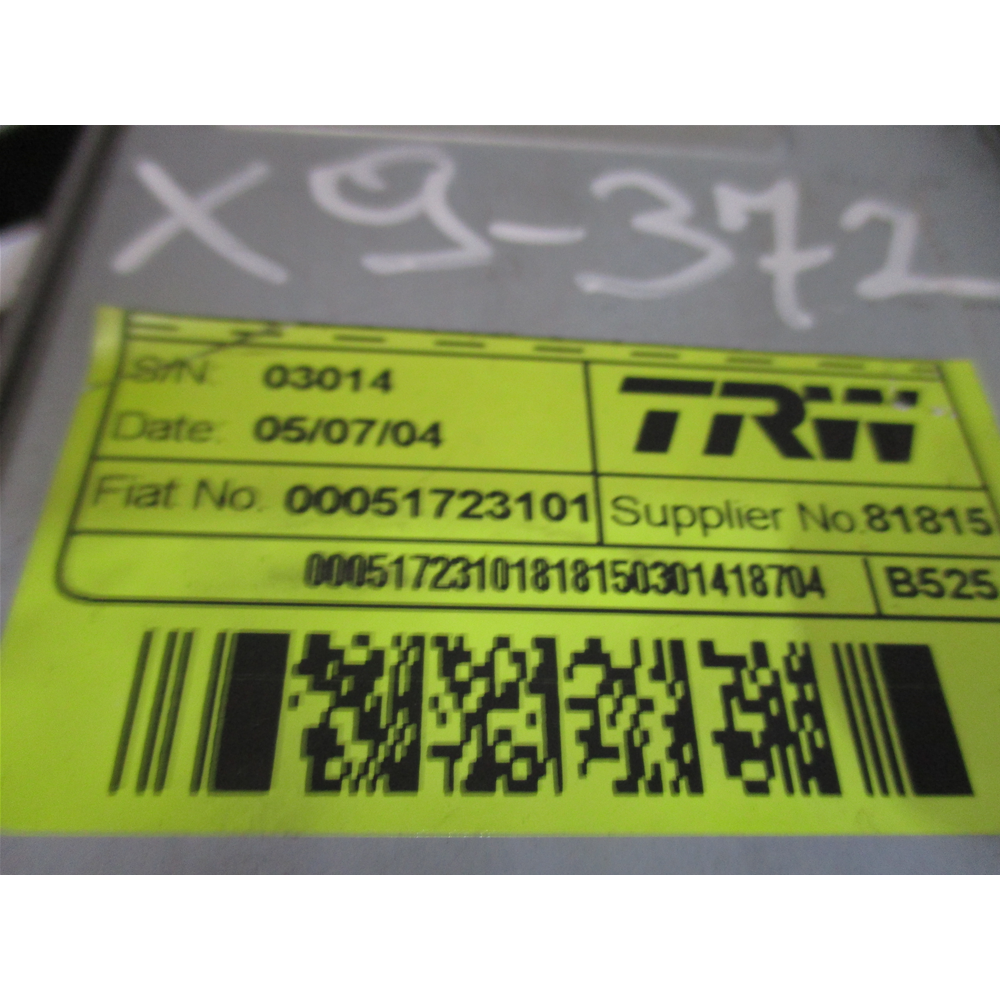 X9-372
S/N: 03014
TRW
Date: 05/07/04
Fiat No. 00051723101
Supplier No. 81815
00051723101818150301418704
B525